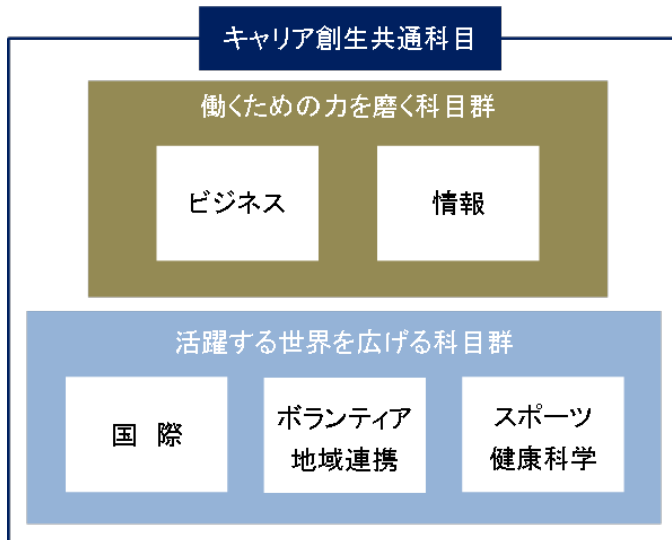 キャリア創生共通科目
働くための力を磨く科目群
ビジネス
情報
活躍する世界を広げる科目群
国 際
ボランティア
地域連携
スポーツ
健康科学